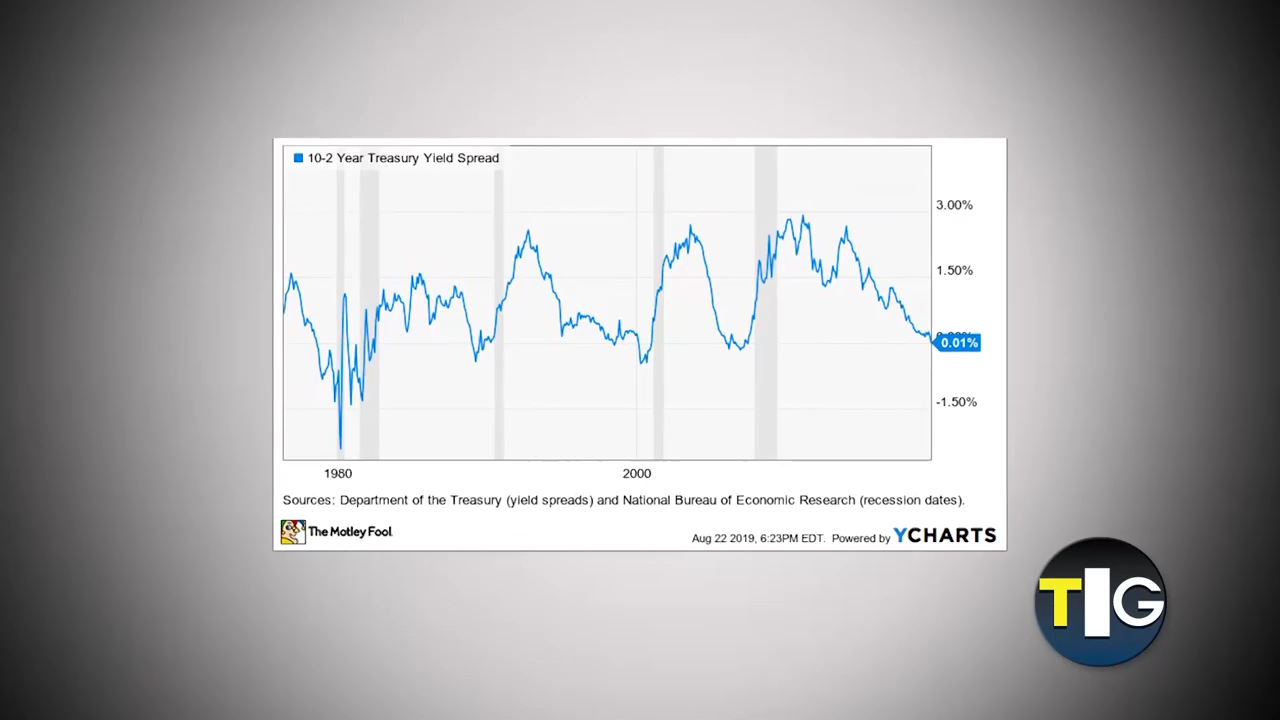 10-2 Year Treasury Yield Spread
3.00%
1.50%
0.01%
-1.50%
1980 2000
Sources: Department of the Treasury (yield spreads) and National Bureau of Economic Research (recession dates).
The Motley Fool
Aug 22 2019, 6:23PM EDT. Powered by YCHARTS
TIG